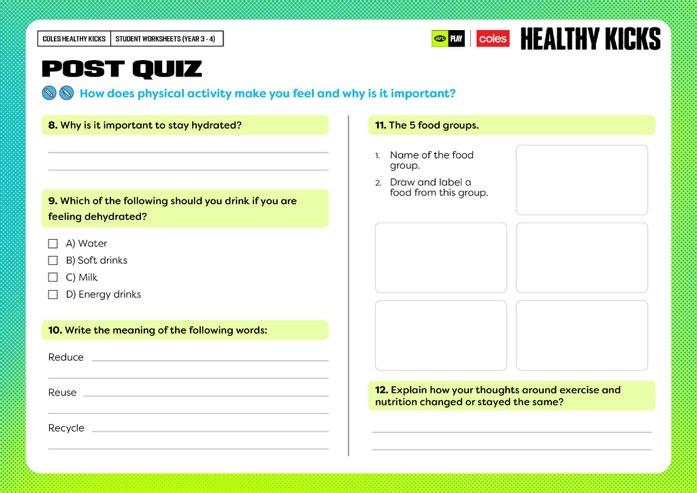 COLES HEALTHY KICKS STUDENT WORKSHEETS (YEAR 3 - 4)
AFL PLAY coles HEALTHY KICKS
POST QUIZ
How does physical activity make you feel and why is it important?
8. Why is it important to stay hydrated?
9. Which of the following should you drink if you are
feeling dehydrated?
A) Water
B) Soft drinks
C) Milk
D) Energy drinks
10. Write the meaning of the following words:
Reduce
Reuse
Recycle
11. The 5 food groups.
1. Name of the food
group.
2. Draw and label a
food from this group.
12. Explain how your thoughts around exercise and
nutrition changed or stayed the same?